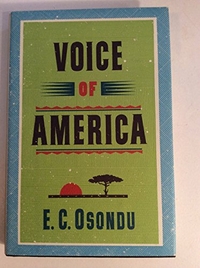 VOICE
OF
AMERICA
E. C. OSONDU